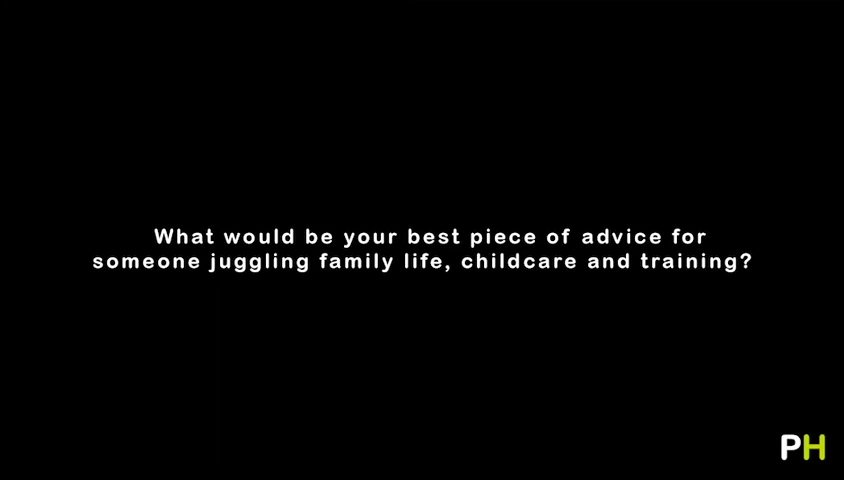 What would be your best piece of advice for
someone juggling family life, childcare and training?
PH